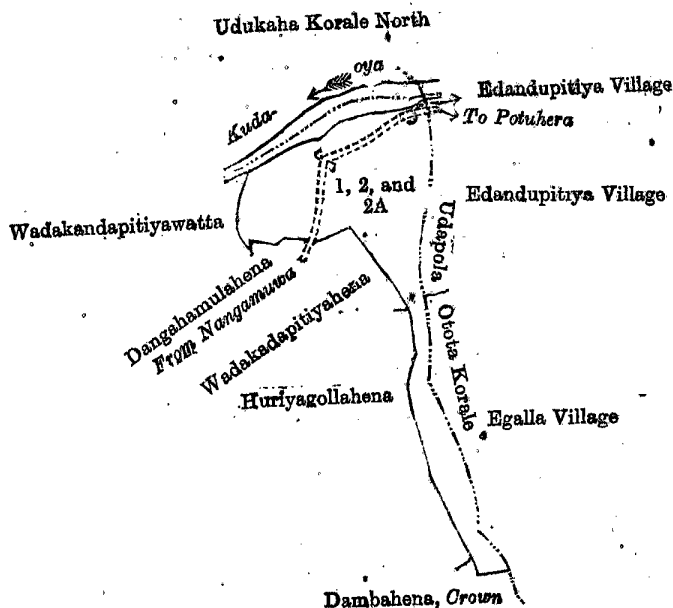 Udukaha Korale North
Kuda-
oya
Edandupitiya Village
To Potuhera
1, 2, and
2A
Edandupitiya Village
Wadakandapitiyawatta
Udapola
Otota Korale
Dangahamulahena
From Nangamuwa
Wadakadapitiyahena
Huriyagollahena
Egalla Village
Dambahena, Crown